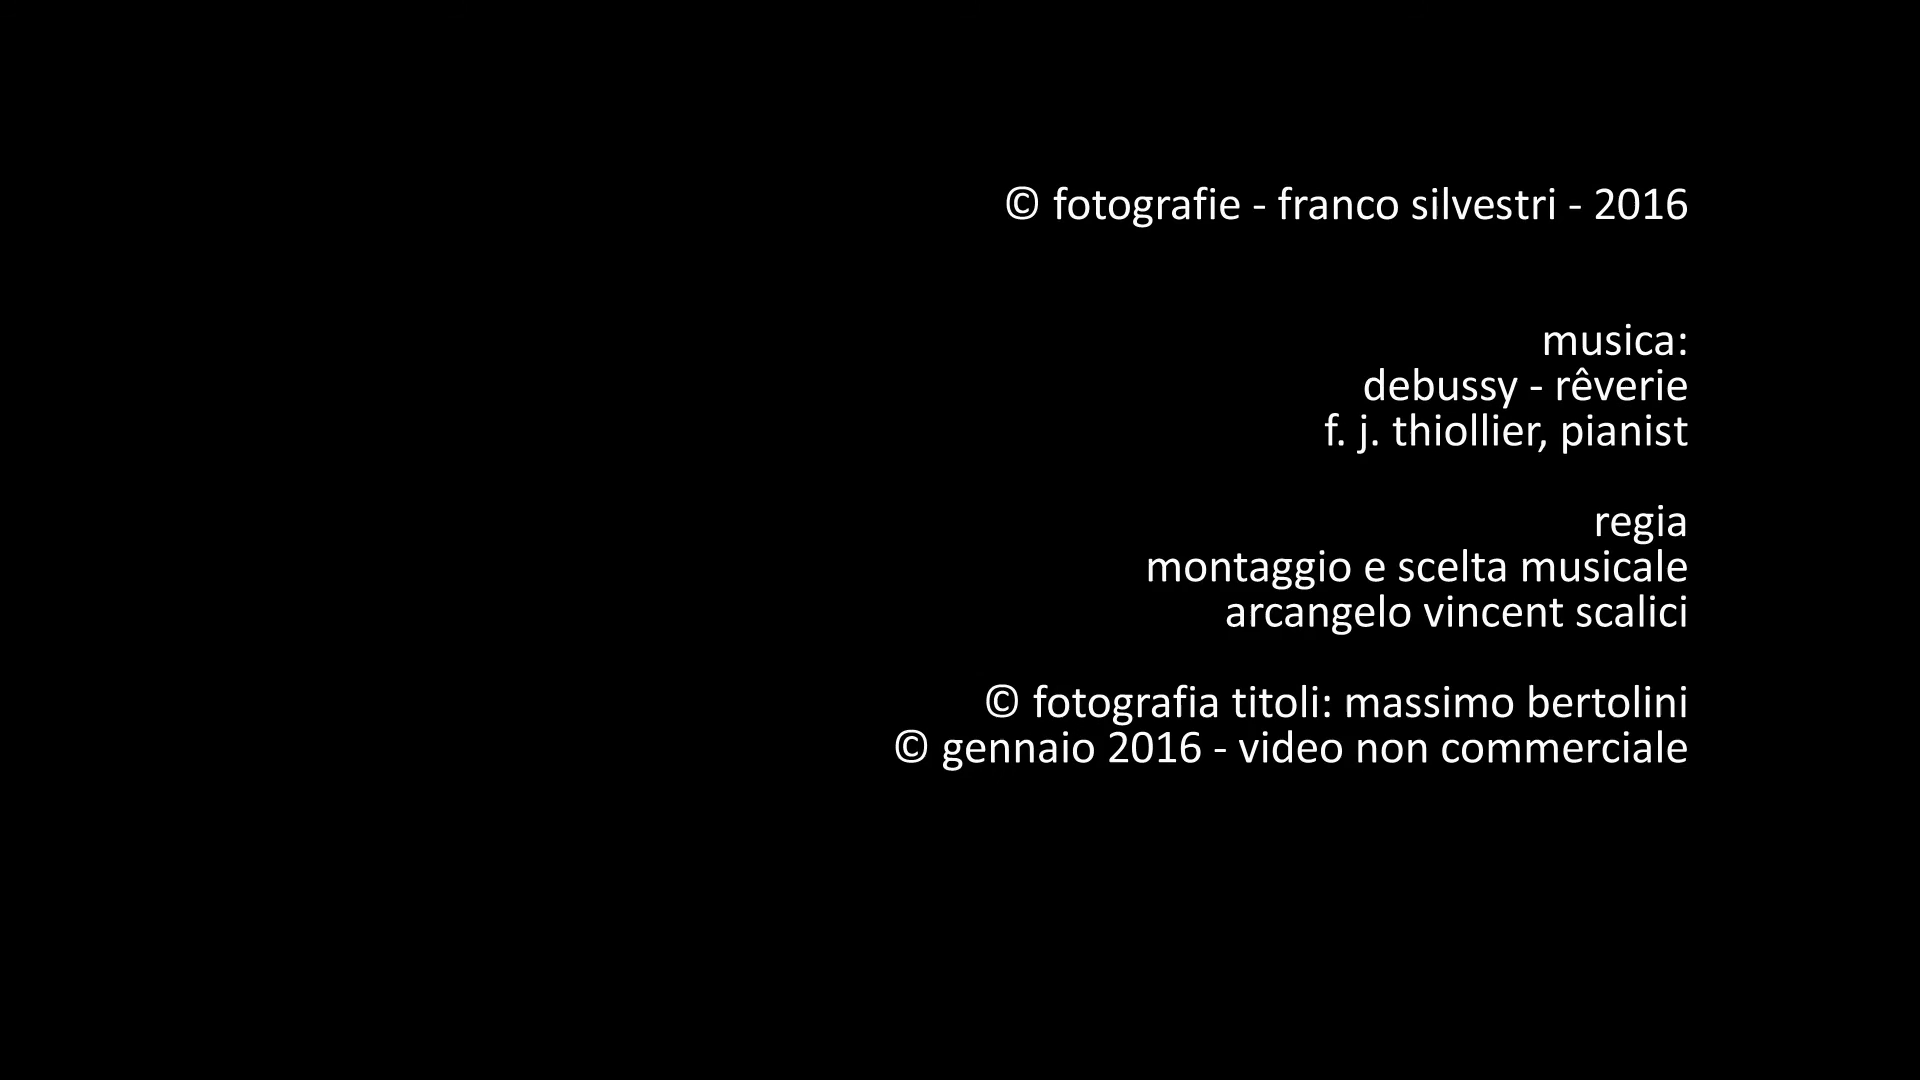 © fotografie - franco silvestri - 2016
musica:
debussy - rêverie
f. j. thiollier, pianist
regia
montaggio e scelta musicale
arcangelo vincent scalici
© fotografia titoli: massimo bertolini
© gennaio 2016 - video non commerciale